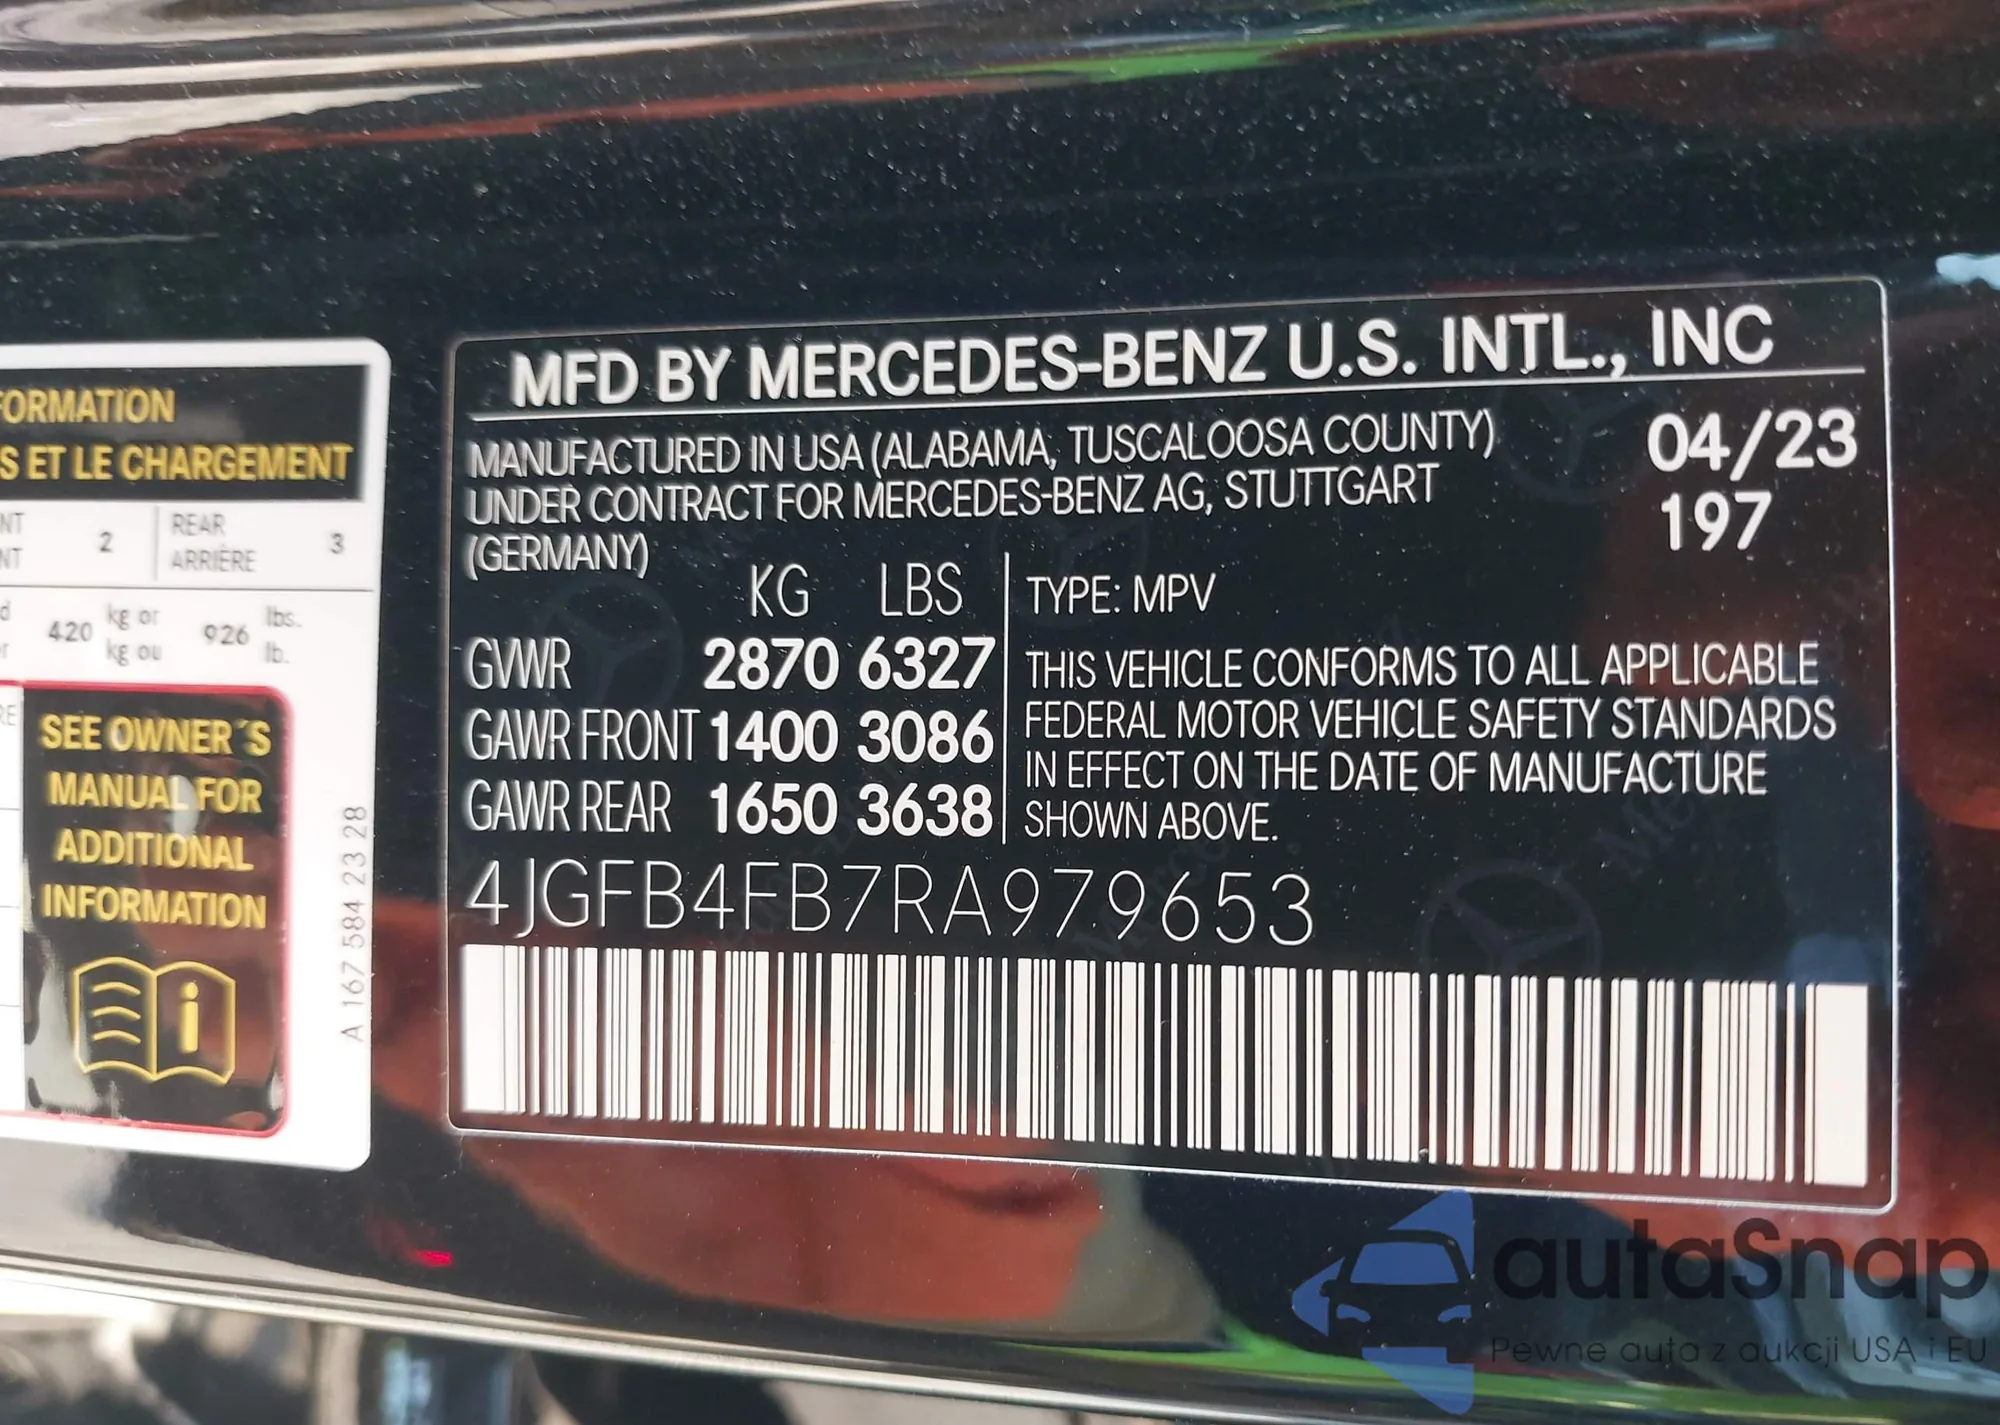 FORMATION
S ET LE CHARGEMENT
NT 2 REAR 3
NT ARRIÈRE
420 kg or 926 lbs.
kg ou lb.
SEE OWNER´S
MANUAL FOR
ADDITIONAL
INFORMATION
A 167 584 23 28
MFD BY MERCEDES-BENZ U.S. INTL., INC
MANUFACTURED IN USA (ALABAMA, TUSCALOOSA COUNTY) 04/23
UNDER CONTRACT FOR MERCEDES-BENZ AG, STUTTGART 197
(GERMANY)
KG LBS
GVWR 2870 6327
GAWR FRONT 1400 3086
GAWR REAR 1650 3638
TYPE: MPV
THIS VEHICLE CONFORMS TO ALL APPLICABLE
FEDERAL MOTOR VEHICLE SAFETY STANDARDS
IN EFFECT ON THE DATE OF MANUFACTURE
SHOWN ABOVE.
4JGFB4FB7RA979653
autaSnap
Pewne auta z aukcji USA i EU